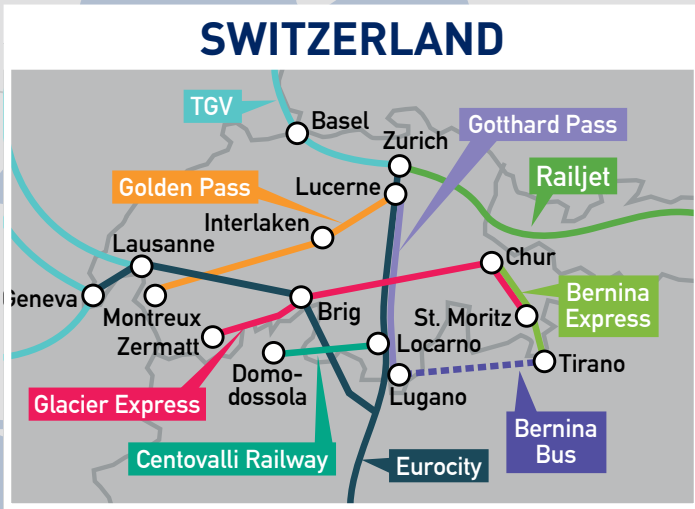 SWITZERLAND
TGV
Basel
Zurich
Gotthard Pass
Golden Pass
Lucerne
Railjet
Interlaken
Lausanne
Chur
Geneva
Montreux
Brig
St. Moritz
Bernina
Express
Zermatt
Locarno
Tirano
Domo-
dossola
Lugano
Glacier Express
Centovalli Railway
Eurocity
Bernina
Bus